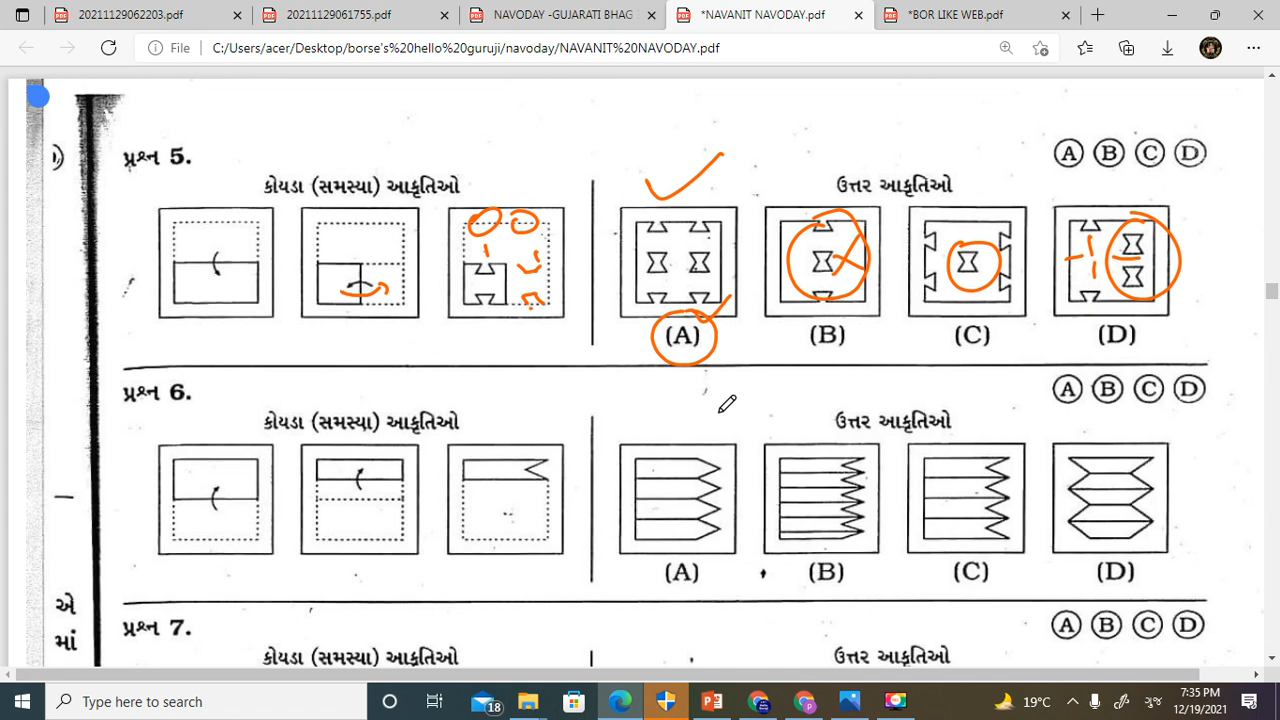 20211129062203.pdf
20211129061755.pdf
NAVODAY -GUJARATI BHAG
*NAVANIT NAVODAY.pdf
*BOR LIKE WEB.pdf
File C:/Users/acer/Desktop/borse's%20hello%20guruji/navoday/NAVANIT%20NAVODAY.pdf
પ્રશ્ન 5.
A B C D
કોયડા (સમસ્યા) આકૃતિઓ
ઉત્તર આકૃતિઓ
(A) (B) (C) (D)
પ્રશ્ન 6.
A B C D
કોયડા (સમસ્યા) આકૃતિઓ
ઉત્તર આકૃતિઓ
(A) (B) (C) (D)
એ
માં
પ્રશ્ન 7.
A B C D
કોયડા (સમસ્યા) આકૃતિઓ
ઉત્તર આકૃતિઓ
Type here to search
18
19°C
ગુજ
7:35 PM
12/19/2021